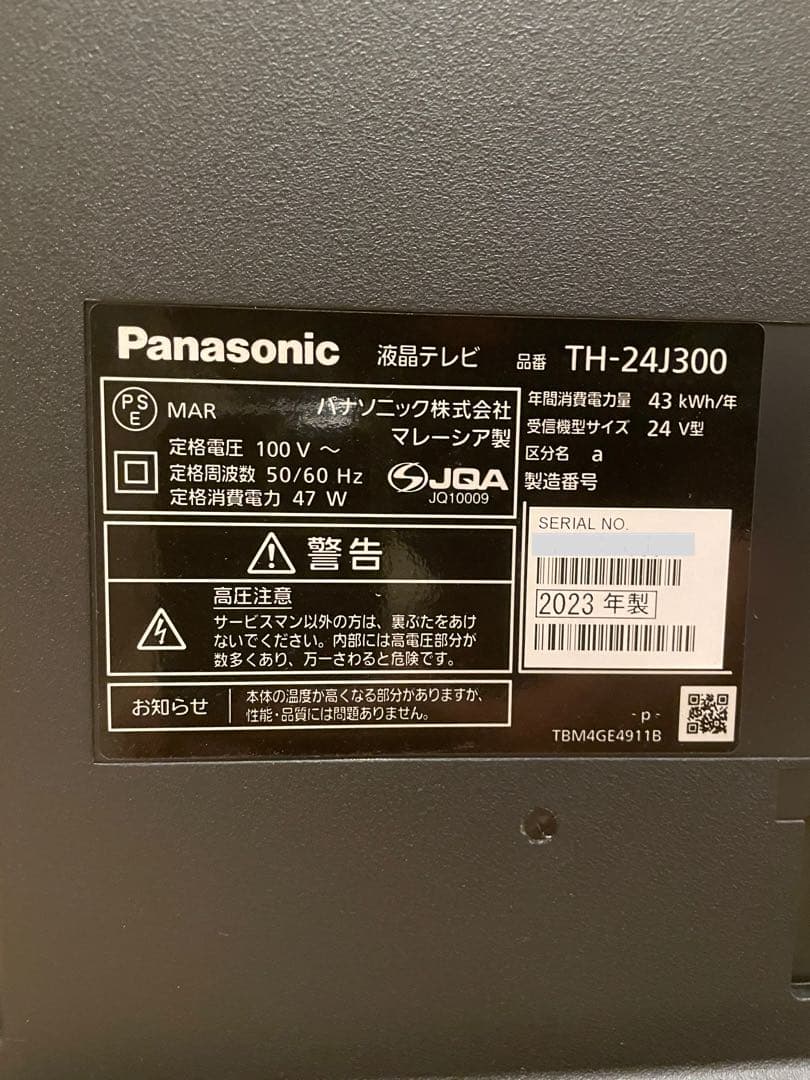 Panasonic 液晶テレビ 品番 TH-24J300
PS
E
MAR パナソニック株式会社
マレーシア製
定格電圧 100 V ～
定格周波数 50/60 Hz
定格消費電力 47 W
JQA
JQ10009
年間消費電力量 43 kWh/年
受信機型サイズ 24 V型
区分名 a
製造番号
SERIAL NO.
2023 年製
警告
高圧注意
サービスマン以外の方は、裏ぶたをあけ
ないでください。内部には高電圧部分が
数多くあり、万一さわると危険です。
お知らせ
本体の温度が高くなる部分がありますが、
性能・品質には問題ありません。
- p -
TBM4GE4911B